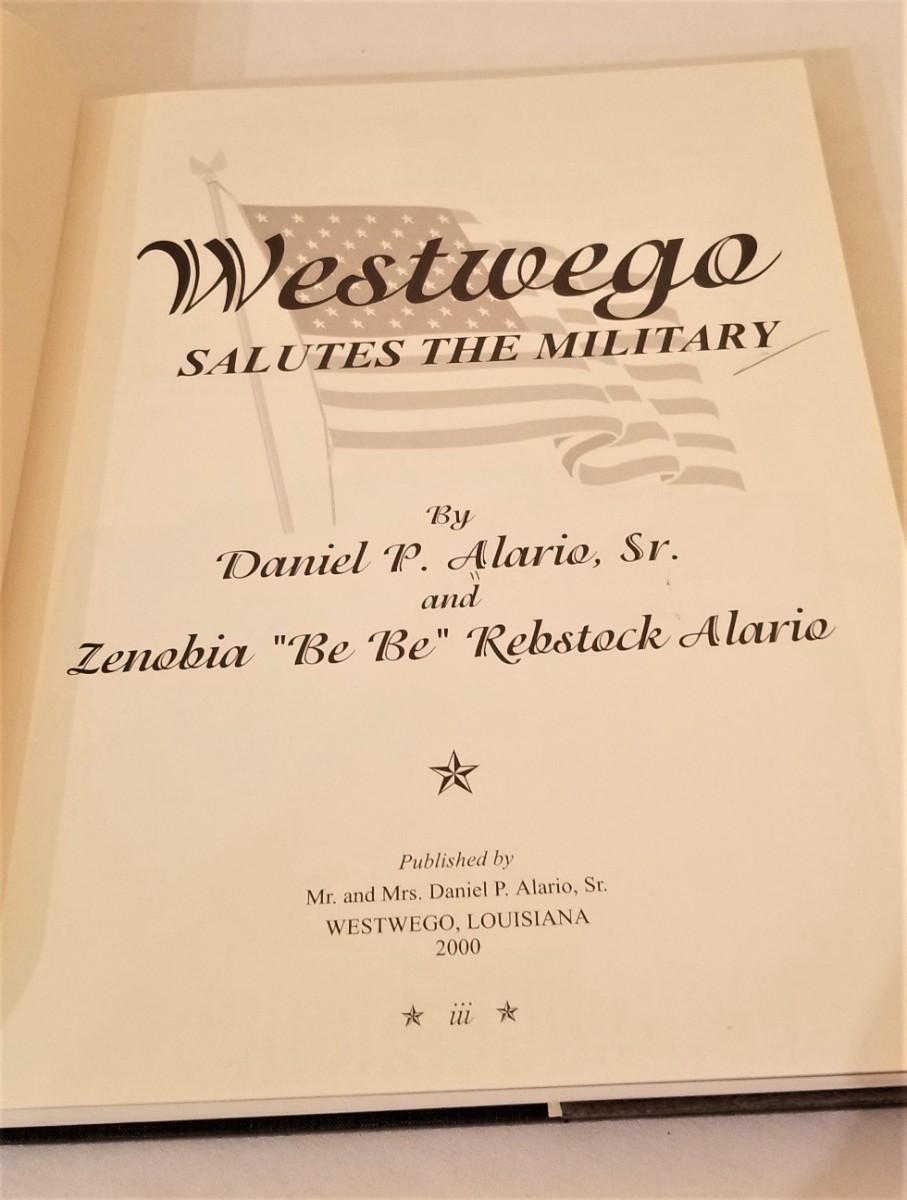 Westwego
SALUTES THE MILITARY
By
Daniel P. Alario, Sr.
and
Zenobia "Be Be" Rebstock Alario
Published by
Mr. and Mrs. Daniel P. Alario, Sr.
WESTWEGO, LOUISIANA
2000
iii